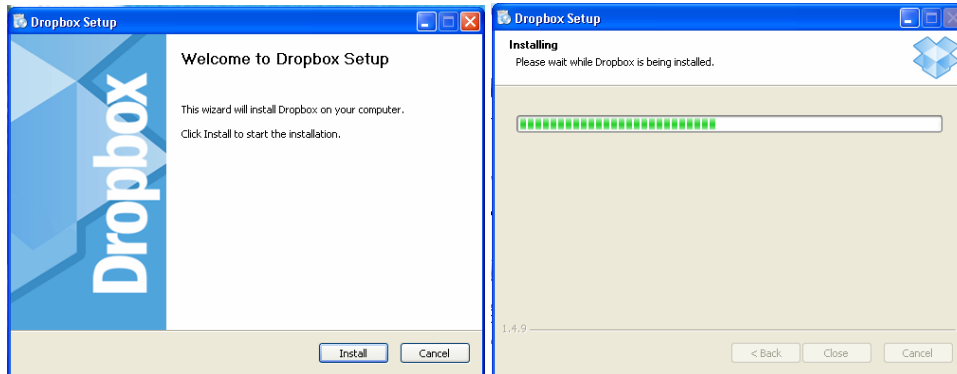 Dropbox Setup
Welcome to Dropbox Setup
This wizard will install Dropbox on your computer.
Click Install to start the installation.
Dropbox
Install
Cancel
Dropbox Setup
Installing
Please wait while Dropbox is being installed.
1.4.9
< Back
Close
Cancel